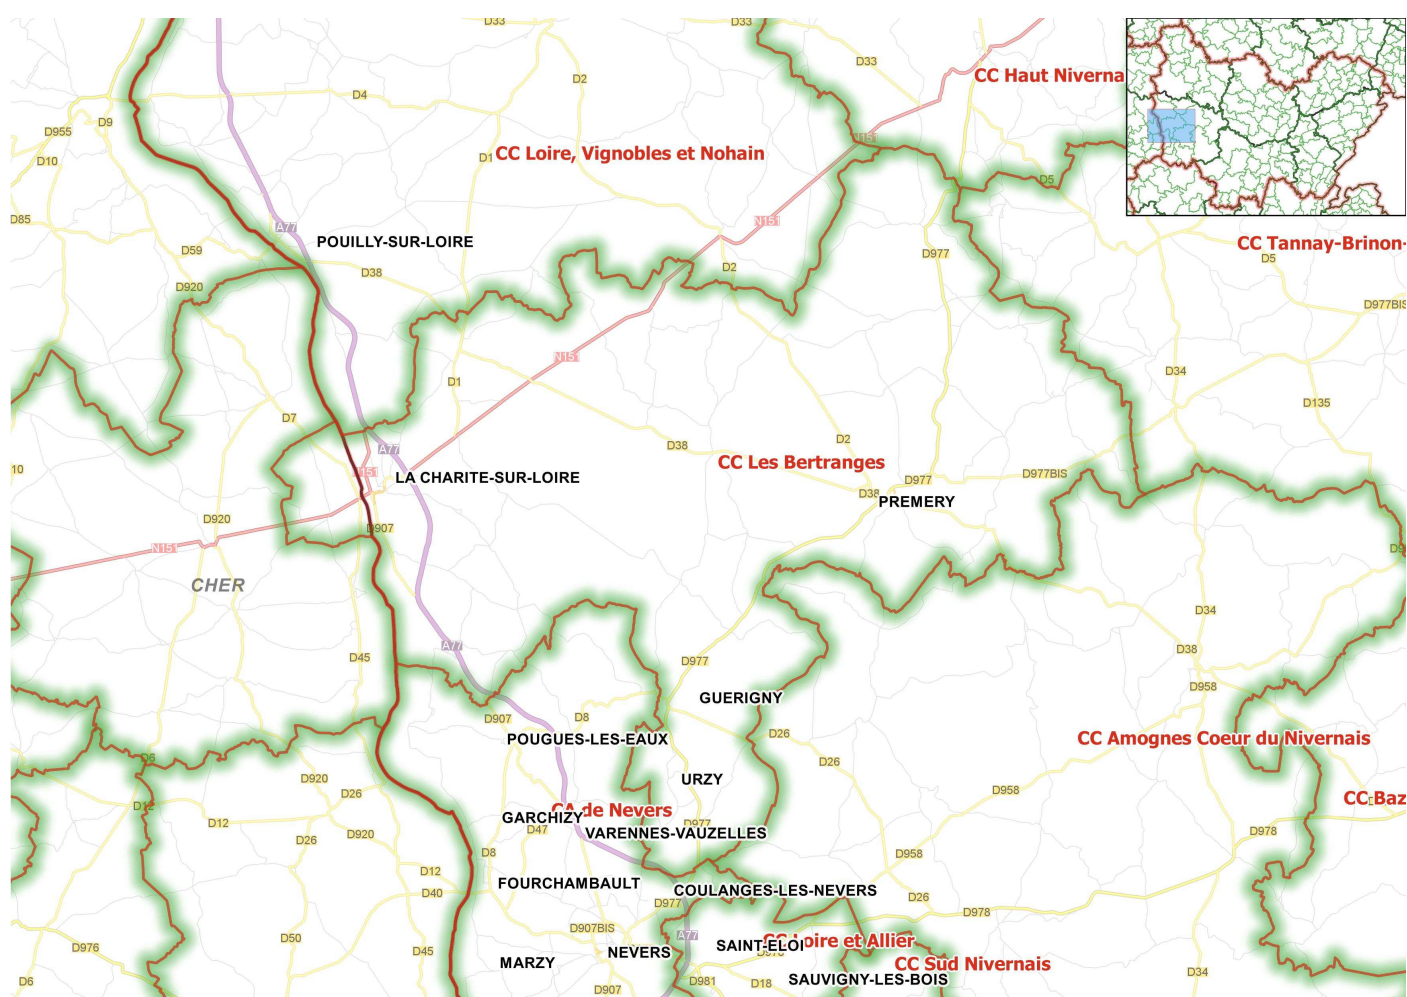 D33
D33
D2
D33
CC Haut Niverna
D4
D9
D955
N151
D10
D1
CC Loire, Vignobles et Nohain
D5
D85
A77
N151
POUILLY-SUR-LOIRE
CC Tannay-Brinon-
D59
D977
D5
D38
D2
D920
D977BIS
N151
D34
D1
D135
D7
D2
D38
A77
CC Les Bertranges
10
N151
LA CHARITE-SUR-LOIRE
D977BIS
D977
D38
PREMERY
D920
D907
N151
CHER
D34
A77
D38
D45
D977
D958
GUERIGNY
D907
D8
D26
POUGUES-LES-EAUX
CC Amognes Coeur du Nivernais
D6
D26
D920
URZY
D26
D958
CC Baz
D12
CA de Nevers
GARCHIZY
D12
D47
D977
D978
VARENNES-VAUZELLES
D920
D26
D8
D958
D12
FOURCHAMBAULT
COULANGES-LES-NEVERS
D40
D26
D977
D978
D907BIS
A77
D50
CC Loire et Allier
SAINT-ELOI
D976
D45
NEVERS
MARZY
CC Sud Nivernais
D34
D6
D981
D18
SAUVIGNY-LES-BOIS
D907